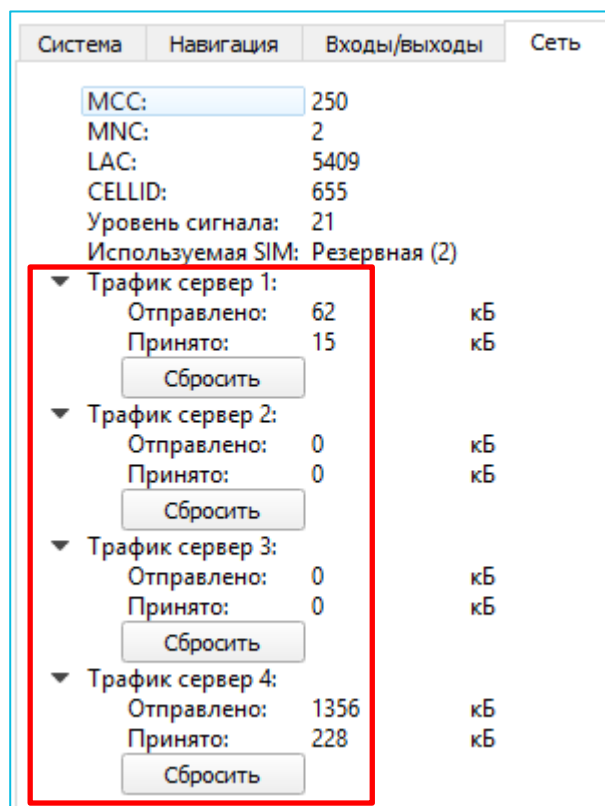 Система Навигация Входы/выходы Сеть
MCC: 250
MNC: 2
LAC: 5409
CELLID: 655
Уровень сигнала: 21
Используемая SIM: Резервная (2)
Трафик сервер 1:
Отправлено: 62 кБ
Принято: 15 кБ
Сбросить
Трафик сервер 2:
Отправлено: 0 кБ
Принято: 0 кБ
Сбросить
Трафик сервер 3:
Отправлено: 0 кБ
Принято: 0 кБ
Сбросить
Трафик сервер 4:
Отправлено: 1356 кБ
Принято: 228 кБ
Сбросить